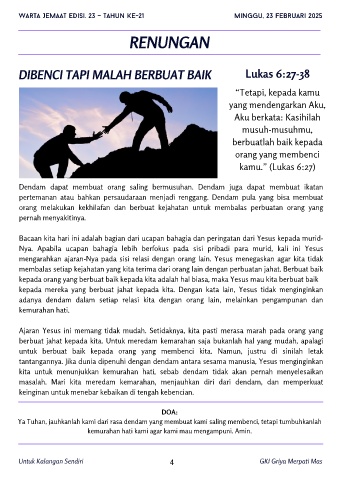 WARTA JEMAAT EDISI. 23 – TAHUN KE-21
MINGGU, 23 FEBRUARI 2025
RENUNGAN
DIBENCI TAPI MALAH BERBUAT BAIK
Lukas 6:27-38
“Tetapi, kepada kamu
yang mendengarkan Aku,
Aku berkata: Kasihilah
musuh-musuhmu,
berbuatlah baik kepada
orang yang membenci
kamu.” (Lukas 6:27)
Dendam dapat membuat orang saling bermusuhan. Dendam juga dapat membuat ikatan
pertemanan atau bahkan persaudaraan menjadi renggang. Dendam pula yang bisa membuat
orang melakukan kekhilafan dan berbuat kejahatan untuk membalas perbuatan orang yang
pernah menyakitinya.
Bacaan kita hari ini adalah bagian dari ucapan bahagia dan peringatan dari Yesus kepada murid-
Nya. Apabila ucapan bahagia lebih berfokus pada sisi pribadi para murid, kali ini Yesus
mengarahkan ajaran-Nya pada sisi relasi dengan orang lain. Yesus menegaskan agar kita tidak
membalas setiap kejahatan yang kita terima dari orang lain dengan perbuatan jahat. Berbuat baik
kepada orang yang berbuat baik kepada kita adalah hal biasa, maka Yesus mau kita berbuat baik
kepada mereka yang berbuat jahat kepada kita. Dengan kata lain, Yesus tidak menginginkan
adanya dendam dalam setiap relasi kita dengan orang lain, melainkan pengampunan dan
kemurahan hati.
Ajaran Yesus ini memang tidak mudah. Setidaknya, kita pasti merasa marah pada orang yang
berbuat jahat kepada kita. Untuk meredam kemarahan saja bukanlah hal yang mudah, apalagi
untuk berbuat baik kepada orang yang membenci kita. Namun, justru di sinilah letak
tantangannya. Jika dunia dipenuhi dengan dendam antara sesama manusia, Yesus menginginkan
kita untuk menunjukkan kemurahan hati, sebab dendam tidak akan pernah menyelesaikan
masalah. Mari kita meredam kemarahan, menjauhkan diri dari dendam, dan memperkuat
keinginan untuk menebar kebaikan di tengah kebencian.
DOA:
Ya Tuhan, jauhkanlah kami dari rasa dendam yang membuat kami saling membenci, tetapi tumbuhkanlah
kemurahan hati kami agar kami mau mengampuni. Amin.
Untuk Kalangan Sendiri
4
GKI Griya Merpati Mas